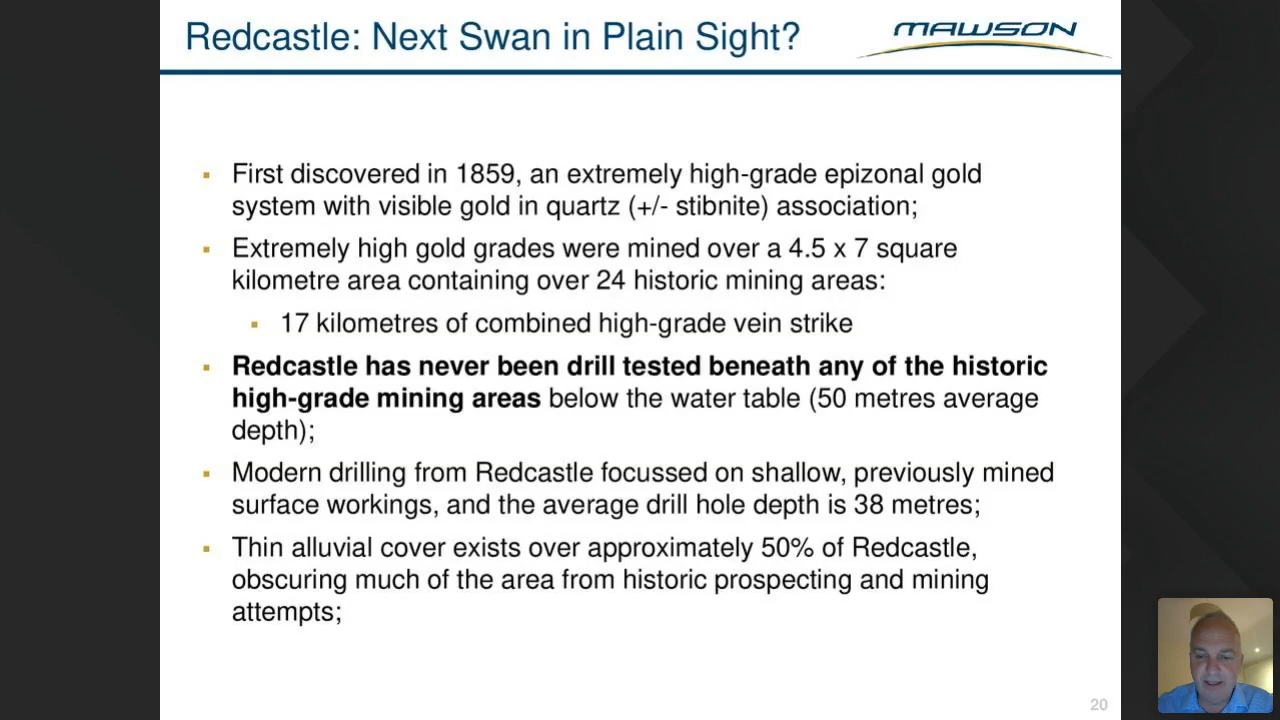 Redcastle: Next Swan in Plain Sight?
MAWSON
First discovered in 1859, an extremely high-grade epizonal gold
system with visible gold in quartz (+/- stibnite) association;
Extremely high gold grades were mined over a 4.5 x 7 square
kilometre area containing over 24 historic mining areas:
17 kilometres of combined high-grade vein strike
Redcastle has never been drill tested beneath any of the historic
high-grade mining areas below the water table (50 metres average
depth);
Modern drilling from Redcastle focussed on shallow, previously mined
surface workings, and the average drill hole depth is 38 metres;
Thin alluvial cover exists over approximately 50% of Redcastle,
obscuring much of the area from historic prospecting and mining
attempts;
20